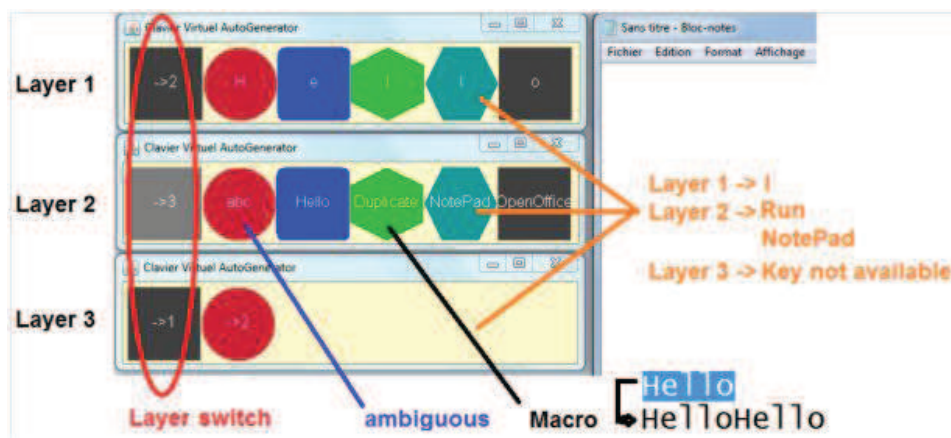 Clavier Virtuel AutoGenerator
Sans titre - Bloc-notes
Fichier Edition Format Affichage
Layer 1
->2 H e l l o
Clavier Virtuel AutoGenerator
Layer 2
->3 abc Hello Duplicate NotePad OpenOffice
Layer 1 -> l
Layer 2 -> Run
NotePad
Layer 3 -> Key not available
Clavier Virtuel AutoGenerator
Layer 3
->1 ->2
Layer switch
ambiguous
Macro
Hello
HelloHello